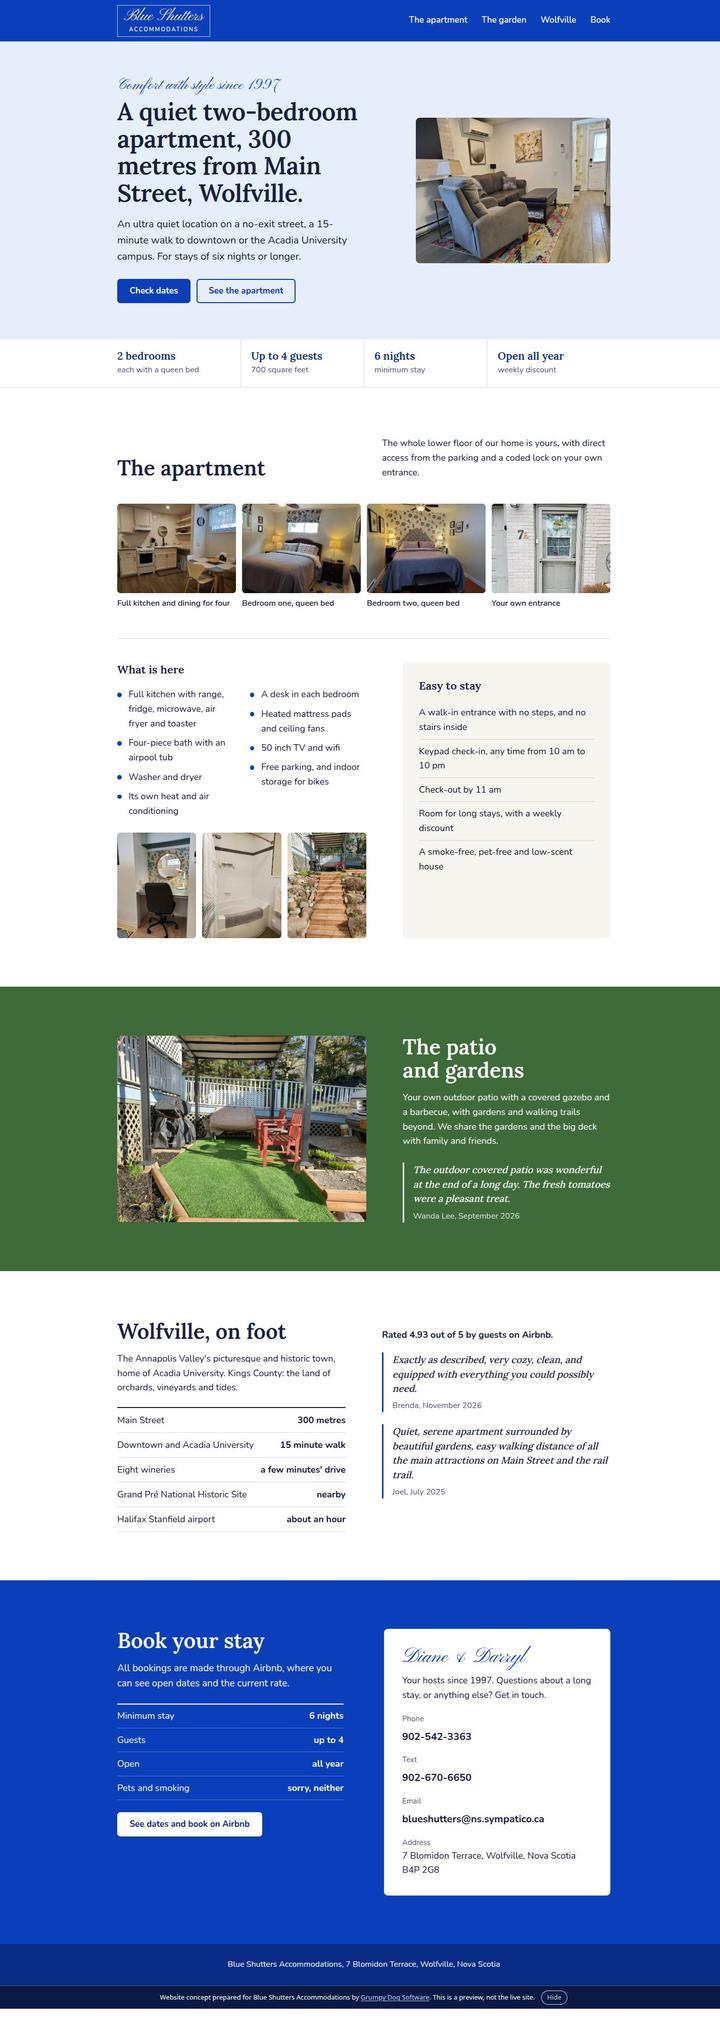 Blue Shutters
ACCOMMODATIONS
The apartment
The garden
Wolfville
Book
Comfort with style since 1997
A quiet two-bedroom
apartment, 300
metres from Main
Street, Wolfville.
An ultra quiet location on a no-exit street, a 15-
minute walk to downtown or the Acadia University
campus. For stays of six nights or longer.
Check dates
See the apartment
2 bedrooms
each with a queen bed
Up to 4 guests
700 square feet
6 nights
minimum stay
Open all year
weekly discount
The apartment
The whole lower floor of our home is yours, with direct
access from the parking and a coded lock on your own
entrance.
Full kitchen and dining for four
Bedroom one, queen bed
Bedroom two, queen bed
Your own entrance
What is here
Full kitchen with range,
fridge, microwave, air
fryer and toaster
Four-piece bath with an
airpool tub
Washer and dryer
Its own heat and air
conditioning
A desk in each bedroom
Heated mattress pads
and ceiling fans
50 inch TV and wifi
Free parking, and indoor
storage for bikes
Easy to stay
A walk-in entrance with no steps, and no
stairs inside
Keypad check-in, any time from 10 am to
10 pm
Check-out by 11 am
Room for long stays, with a weekly
discount
A smoke-free, pet-free and low-scent
house
The patio
and gardens
Your own outdoor patio with a covered gazebo and
a barbecue, with gardens and walking trails
beyond. We share the gardens and the big deck
with family and friends.
The outdoor covered patio was wonderful
at the end of a long day. The fresh tomatoes
were a pleasant treat.
Wanda Lee, September 2026
Wolfville, on foot
The Annapolis Valley's picturesque and historic town,
home of Acadia University. Kings County: the land of
orchards, vineyards and tides.
Main Street 300 metres
Downtown and Acadia University 15 minute walk
Eight wineries a few minutes' drive
Grand Pré National Historic Site nearby
Halifax Stanfield airport about an hour
Rated 4.93 out of 5 by guests on Airbnb.
Exactly as described, very cozy, clean, and
equipped with everything you could possibly
need.
Brenda, November 2026
Quiet, serene apartment surrounded by
beautiful gardens, easy walking distance of all
the main attractions on Main Street and the rail
trail.
Joel, July 2025
Book your stay
All bookings are made through Airbnb, where you
can see open dates and the current rate.
Minimum stay 6 nights
Guests up to 4
Open all year
Pets and smoking sorry, neither
See dates and book on Airbnb
Diane & Darryl
Your hosts since 1997. Questions about a long
stay, or anything else? Get in touch.
Phone
902-542-3363
Text
902-670-6650
Email
blueshutters@ns.sympatico.ca
Address
7 Blomidon Terrace, Wolfville, Nova Scotia
B4P 2G8
Blue Shutters Accommodations, 7 Blomidon Terrace, Wolfville, Nova Scotia
Website concept prepared for Blue Shutters Accommodations by Grumpy Dog Software. This is a preview, not the live site. Hide